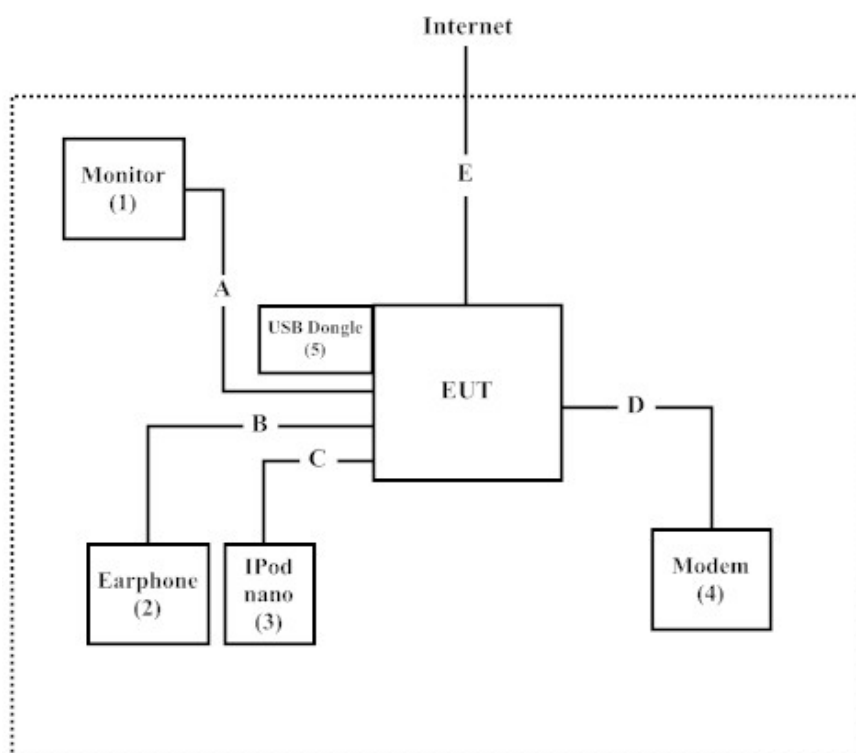 Internet
E
Monitor
(1)
A
USB Dongle
(5)
EUT
B
C
D
Earphone
(2)
IPod
nano
(3)
Modem
(4)